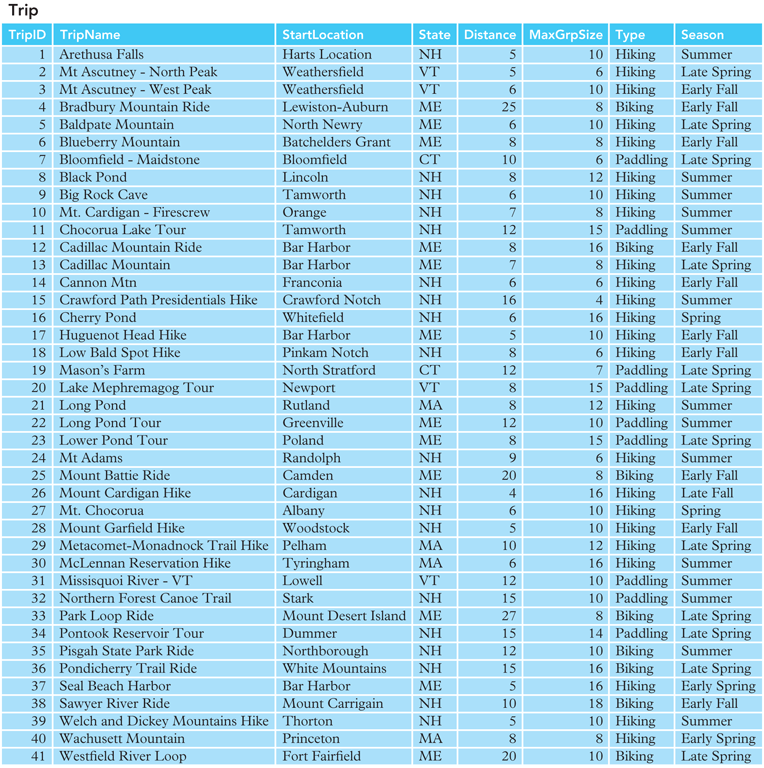 Trip
TripID TripName StartLocation State Distance MaxGrpSize Type Season
1 Arethusa Falls Harts Location NH 5 10 Hiking Summer
2 Mt Ascutney - North Peak Weathersfield VT 5 6 Hiking Late Spring
3 Mt Ascutney - West Peak Weathersfield VT 6 10 Hiking Early Fall
4 Bradbury Mountain Ride Lewiston-Auburn ME 25 8 Biking Early Fall
5 Baldpate Mountain North Newry ME 6 10 Hiking Late Spring
6 Blueberry Mountain Batchelders Grant ME 8 8 Hiking Early Fall
7 Bloomfield - Maidstone Bloomfield CT 10 6 Paddling Late Spring
8 Black Pond Lincoln NH 8 12 Hiking Summer
9 Big Rock Cave Tamworth NH 6 10 Hiking Summer
10 Mt. Cardigan - Firescrew Orange NH 7 8 Hiking Summer
11 Chocorua Lake Tour Tamworth NH 12 15 Paddling Summer
12 Cadillac Mountain Ride Bar Harbor ME 8 16 Biking Early Fall
13 Cadillac Mountain Bar Harbor ME 7 8 Hiking Late Spring
14 Cannon Mtn Franconia NH 6 6 Hiking Early Fall
15 Crawford Path Presidentials Hike Crawford Notch NH 16 4 Hiking Summer
16 Cherry Pond Whitefield NH 6 16 Hiking Spring
17 Huguenot Head Hike Bar Harbor ME 5 10 Hiking Early Fall
18 Low Bald Spot Hike Pinkam Notch NH 8 6 Hiking Early Fall
19 Mason's Farm North Stratford CT 12 7 Paddling Late Spring
20 Lake Mephremagog Tour Newport VT 8 15 Paddling Late Spring
21 Long Pond Rutland MA 8 12 Hiking Summer
22 Long Pond Tour Greenville ME 12 10 Paddling Summer
23 Lower Pond Tour Poland ME 8 15 Paddling Late Spring
24 Mt Adams Randolph NH 9 6 Hiking Summer
25 Mount Battie Ride Camden ME 20 8 Biking Early Fall
26 Mount Cardigan Hike Cardigan NH 4 16 Hiking Late Fall
27 Mt. Chocorua Albany NH 6 10 Hiking Spring
28 Mount Garfield Hike Woodstock NH 5 10 Hiking Early Fall
29 Metacomet-Monadnock Trail Hike Pelham MA 10 12 Hiking Late Spring
30 McLennan Reservation Hike Tyringham MA 6 16 Hiking Summer
31 Missisquoi River - VT Lowell VT 12 10 Paddling Summer
32 Northern Forest Canoe Trail Stark NH 15 10 Paddling Summer
33 Park Loop Ride Mount Desert Island ME 27 8 Biking Late Spring
34 Pontook Reservoir Tour Dummer NH 15 14 Paddling Late Spring
35 Pisgah State Park Ride Northborough NH 12 10 Biking Summer
36 Pondicherry Trail Ride White Mountains NH 15 16 Biking Late Spring
37 Seal Beach Harbor Bar Harbor ME 5 16 Hiking Early Spring
38 Sawyer River Ride Mount Carrigain NH 10 18 Biking Early Fall
39 Welch and Dickey Mountains Hike Thorton NH 5 10 Hiking Summer
40 Wachusett Mountain Princeton MA 8 8 Hiking Early Spring
41 Westfield River Loop Fort Fairfield ME 20 10 Biking Late Spring